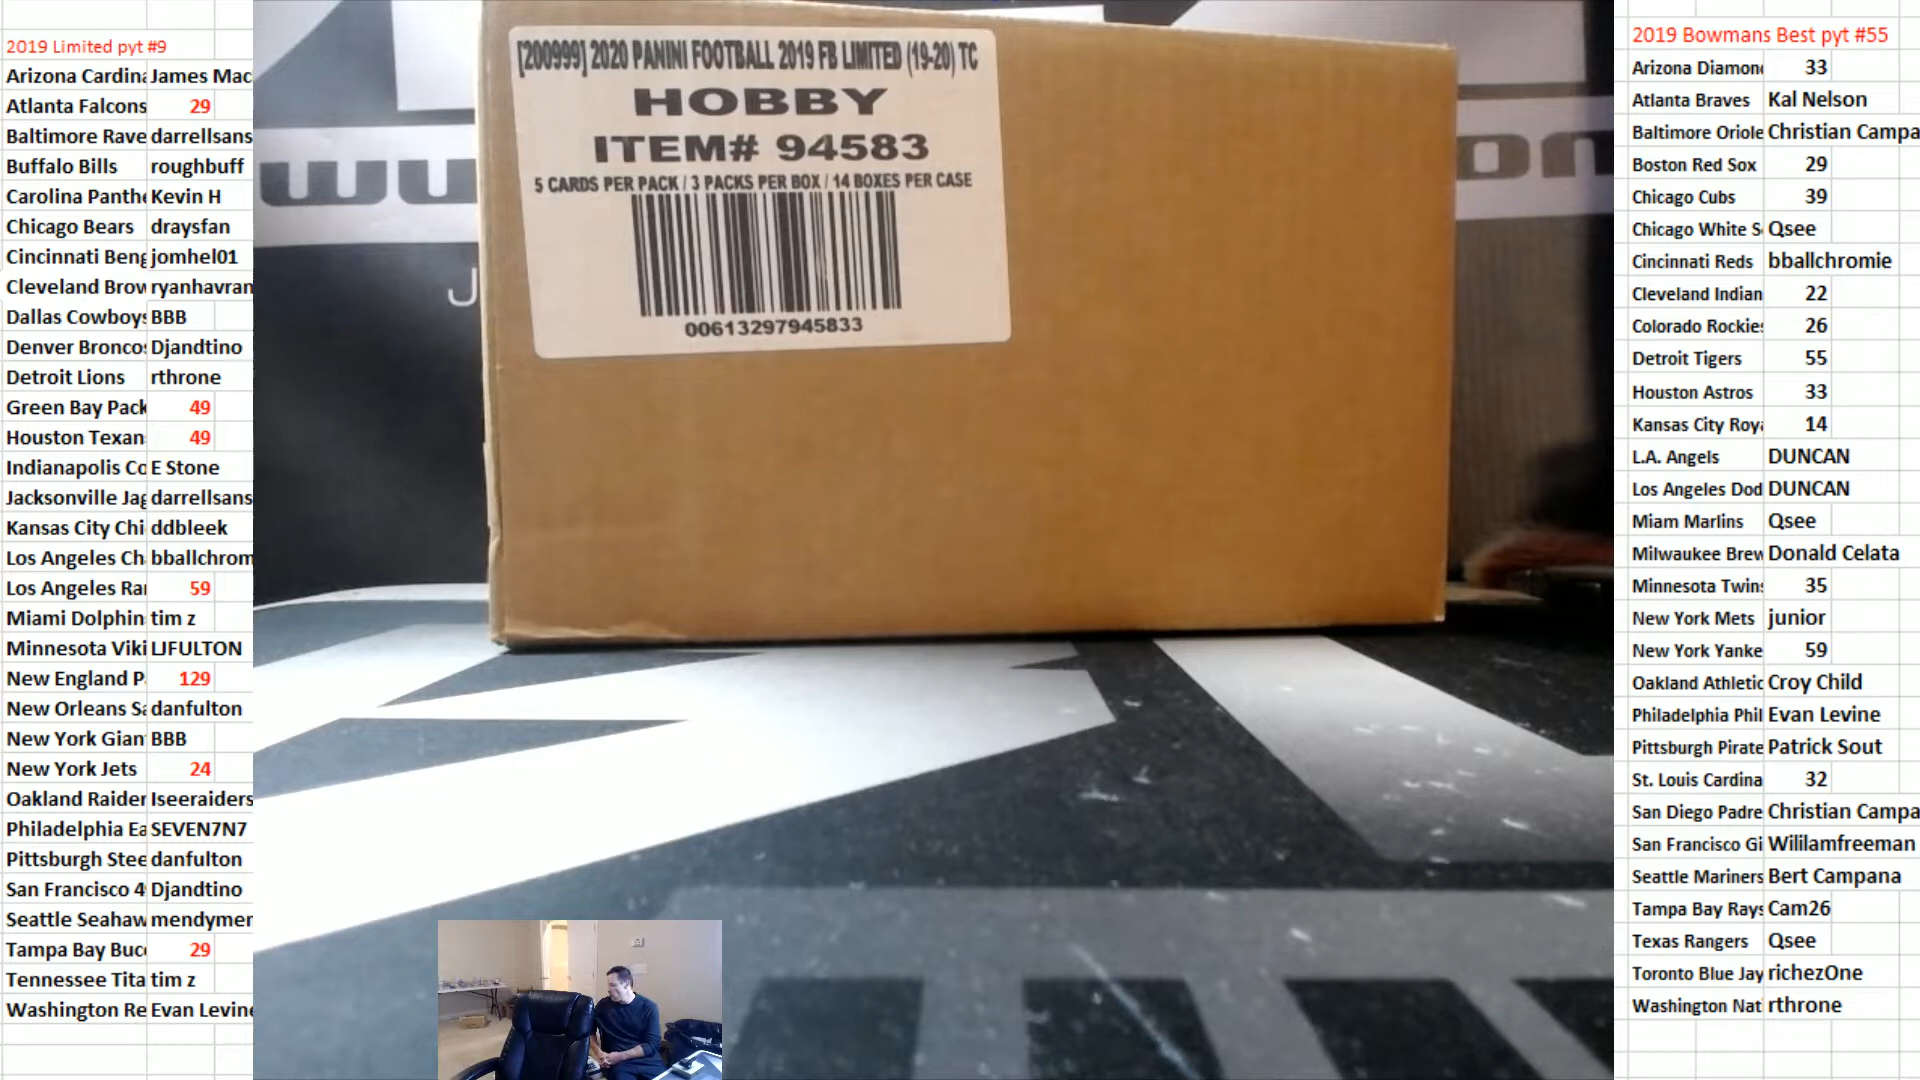 2019 Limited pyt #9
Arizona Cardina James Mac
Atlanta Falcons 29
Baltimore Rave darrellsans
Buffalo Bills roughbuff
Carolina Panthe Kevin H
Chicago Bears draysfan
Cincinnati Beng jomhel01
Cleveland Brow ryanhavran
Dallas Cowboys BBB
Denver Broncos Djandtino
Detroit Lions rthrone
Green Bay Pack 49
Houston Texan 49
Indianapolis Co E Stone
Jacksonville Jag darrellsans
Kansas City Chi ddbleek
Los Angeles Ch bballchrom
Los Angeles Ra 59
Miami Dolphin tim z
Minnesota Viki LJFULTON
New England P 129
New Orleans Sa danfulton
New York Gian BBB
New York Jets 24
Oakland Raider Iseeraiders
Philadelphia Ea SEVEN7N7
Pittsburgh Stee danfulton
San Francisco 4 Djandtino
Seattle Seahaw mendymer
Tampa Bay Bucc 29
Tennessee Tita tim z
Washington Re Evan Levine
[200999] 2020 PANINI FOOTBALL 2019 FB LIMITED (19-20) TC
HOBBY
ITEM# 94583
5 CARDS PER PACK / 3 PACKS PER BOX / 14 BOXES PER CASE
00613297945833
2019 Bowmans Best pyt #55
Arizona Diamon 33
Atlanta Braves Kal Nelson
Baltimore Oriole Christian Campa
Boston Red Sox 29
Chicago Cubs 39
Chicago White S Qsee
Cincinnati Reds bballchromie
Cleveland Indian 22
Colorado Rockies 26
Detroit Tigers 55
Houston Astros 33
Kansas City Roya 14
L.A. Angels DUNCAN
Los Angeles Dod DUNCAN
Miam Marlins Qsee
Milwaukee Brew Donald Celata
Minnesota Twins 35
New York Mets junior
New York Yanke 59
Oakland Athletic Croy Child
Philadelphia Phil Evan Levine
Pittsburgh Pirate Patrick Sout
St. Louis Cardina 32
San Diego Padre Christian Campa
San Francisco Gi Wililamfreeman
Seattle Mariners Bert Campana
Tampa Bay Rays Cam26
Texas Rangers Qsee
Toronto Blue Jay richezOne
Washington Nat rthrone